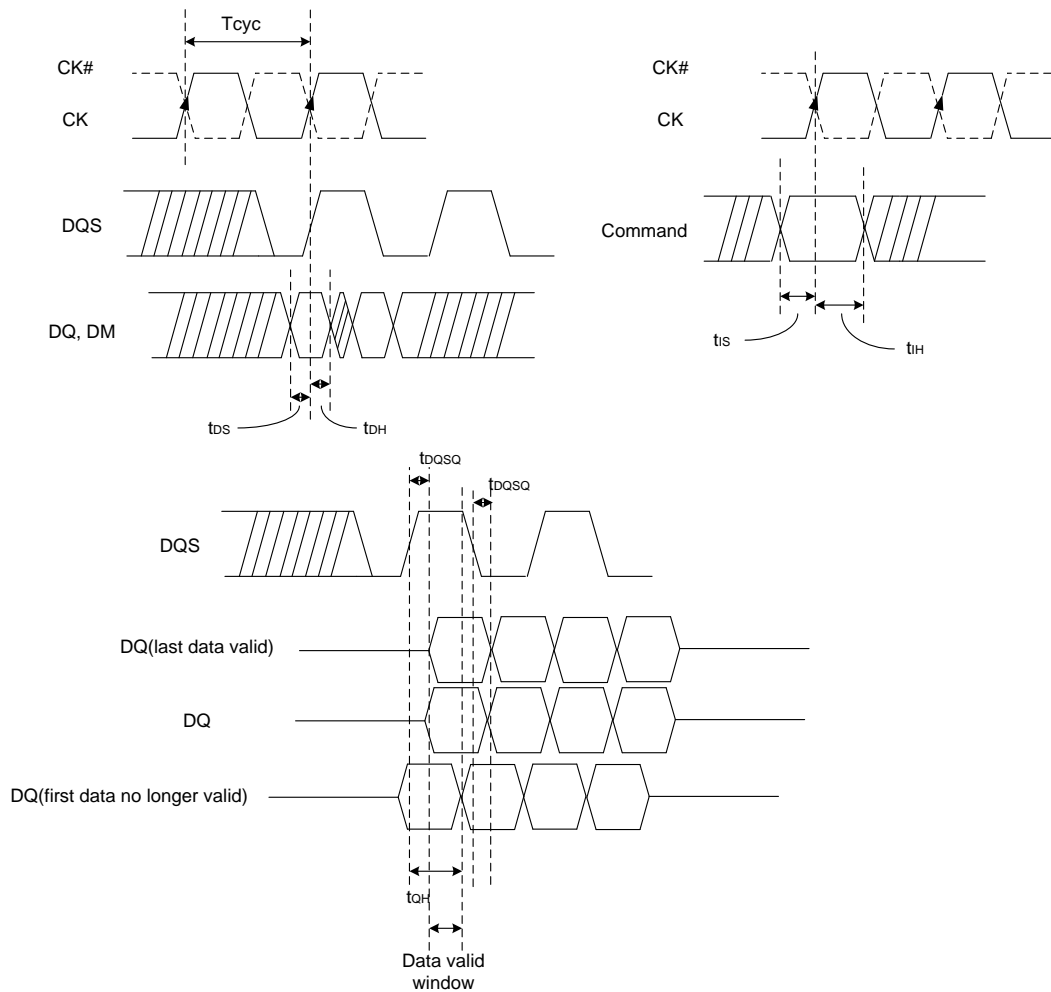 Tcyc
CK#
CK
DQS
DQ, DM
tDS
tDH
CK#
CK
Command
tIS
tIH
tDQSQ
tDQSQ
DQS
DQ(last data valid)
DQ
DQ(first data no longer valid)
tQH
Data valid
window